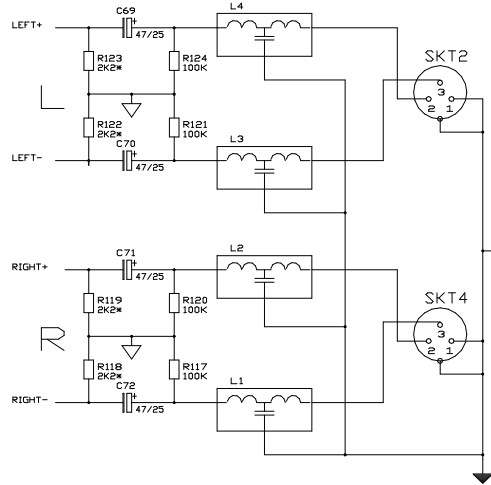 C69
L4
LEFT+
47/25
SKT2
R123
2K2*
R124
100K
3
L
2 1
R122
2K2*
R121
100K
C70
L3
LEFT-
47/25
C71
L2
RIGHT+
47/25
SKT4
R119
2K2*
R120
100K
3
R
2 1
R118
2K2*
R117
100K
C72
L1
RIGHT-
47/25